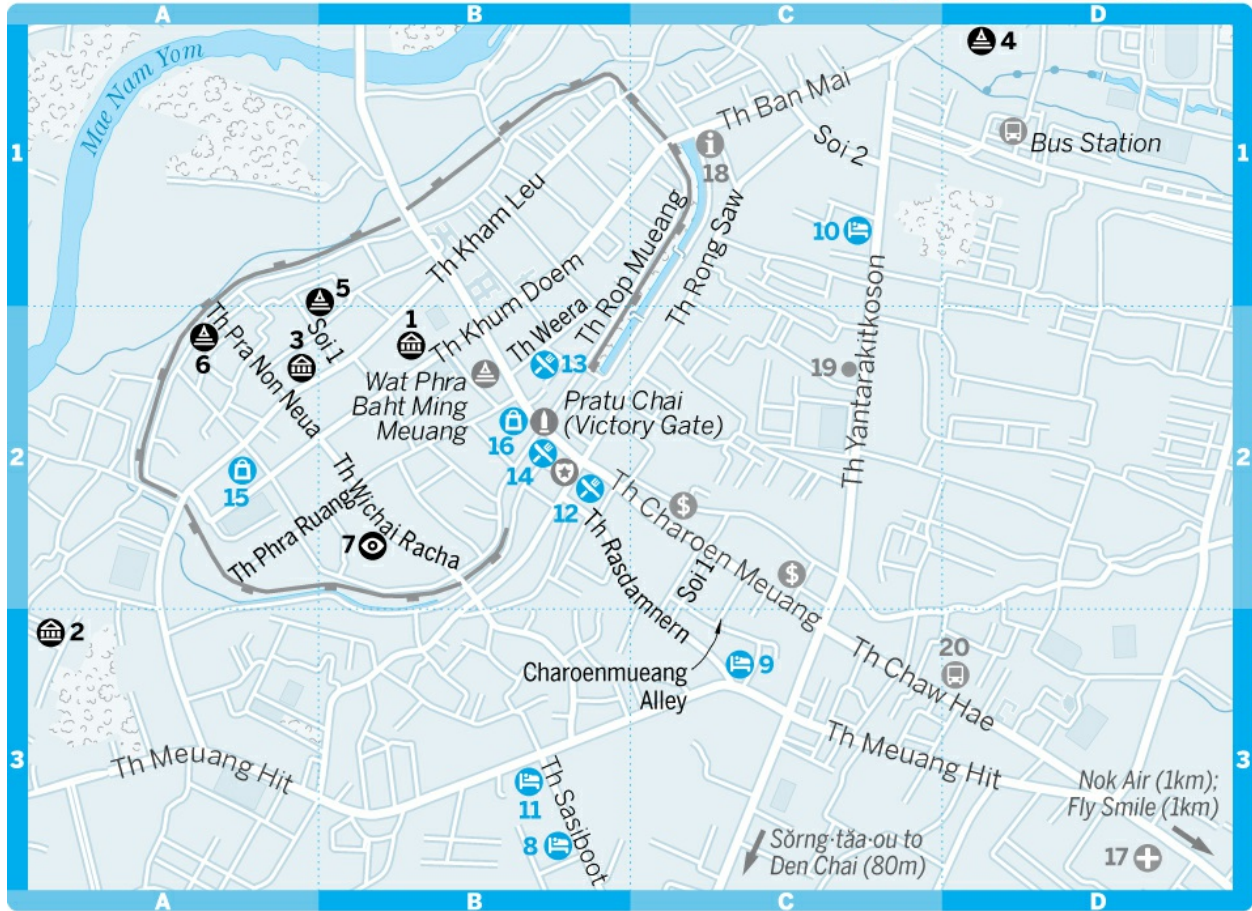 A
B
C
D
Mae Nam Yom
4
Th Ban Mai
1
Soi 2
Bus Station
1
18
Th Kham Leu
Th Rop Mueang
Th Rong Saw
10
Th Khum Doem
5
Th Weera
1
Th Pra Non Neua
Soi 1
3
6
13
19
Th Yantarakitkoson
Wat Phra
Baht Ming
Meuang
Pratu Chai
(Victory Gate)
16
2
14
2
15
12
Th Wichai Racha
Th Charoen Meuang
Th Phra Ruang
7
Th Rasdamnern
Soi 1
$
$
2
20
Charoenmueang
Alley
9
Th Chaw Hae
Th Meuang Hit
Th Meuang Hit
3
3
11
Th Sasiboot
8
Nok Air (1km);
Fly Smile (1km)
Sŏrng·tăa·ou to
Den Chai (80m)
17
A
B
C
D